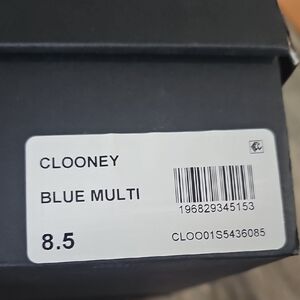 CLOONEY
BLUE MULTI
196829345153
8.5
CLOO01S5436085